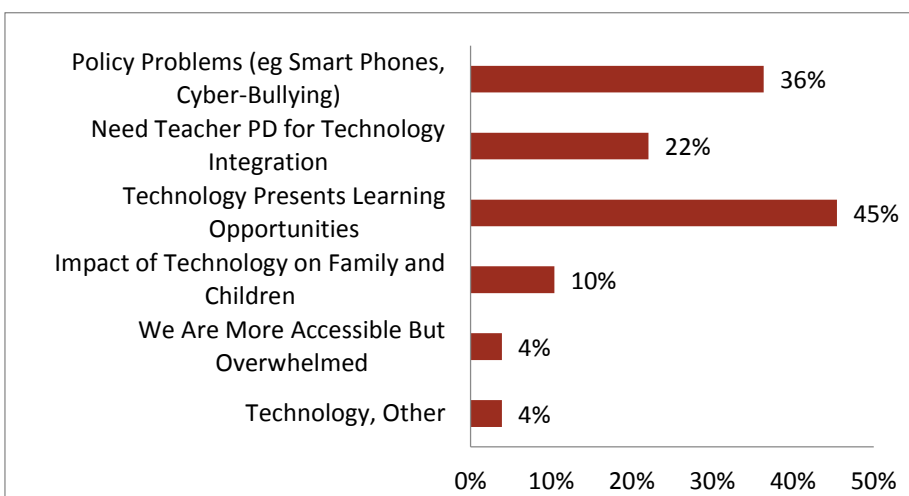 Policy Problems (eg Smart Phones,
Cyber-Bullying)
36%
Need Teacher PD for Technology
Integration
22%
Technology Presents Learning
Opportunities
45%
Impact of Technology on Family and
Children
10%
We Are More Accessible But
Overwhelmed
4%
Technology, Other
4%
0% 10% 20% 30% 40% 50%